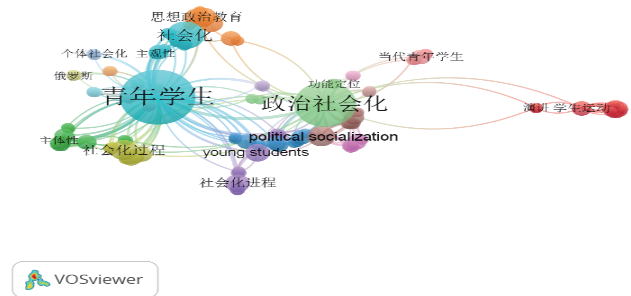 思想政治教育
社会化
个体社会化
主观性
当代青年学生
俄罗斯
功能定位
青年学生
政治社会化
演进
学生运动
political socialization
主体性
社会化过程
young students
社会化进程
VOSviewer